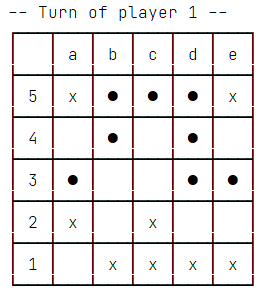 -- Turn of player 1 --
a b c d e
5 x ● ● ● x
4 ● ●
3 ● ● ●
2 x x
1 x x x x